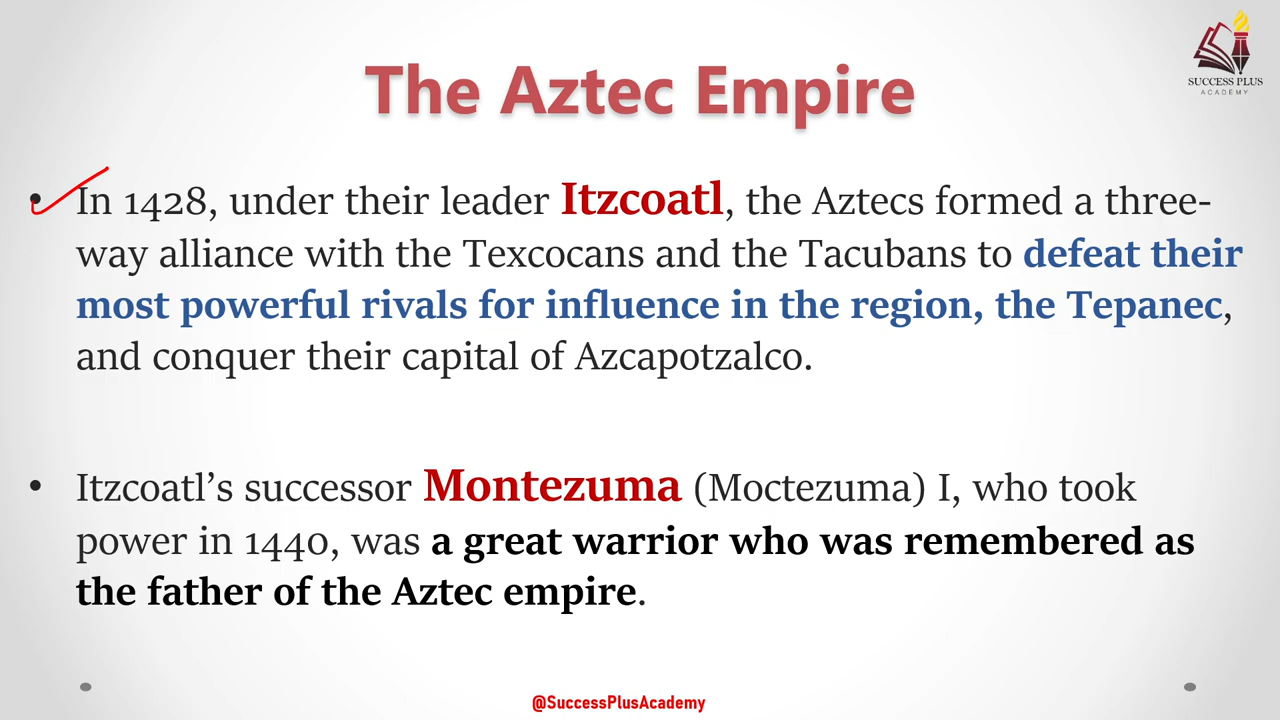 SUCCESS PLUS
ACADEMY
The Aztec Empire
• In 1428, under their leader Itzcoatl, the Aztecs formed a three-
way alliance with the Texcocans and the Tacubans to defeat their
most powerful rivals for influence in the region, the Tepanec,
and conquer their capital of Azcapotzalco.
• Itzcoatl’s successor Montezuma (Moctezuma) I, who took
power in 1440, was a great warrior who was remembered as
the father of the Aztec empire.
@SuccessPlusAcademy